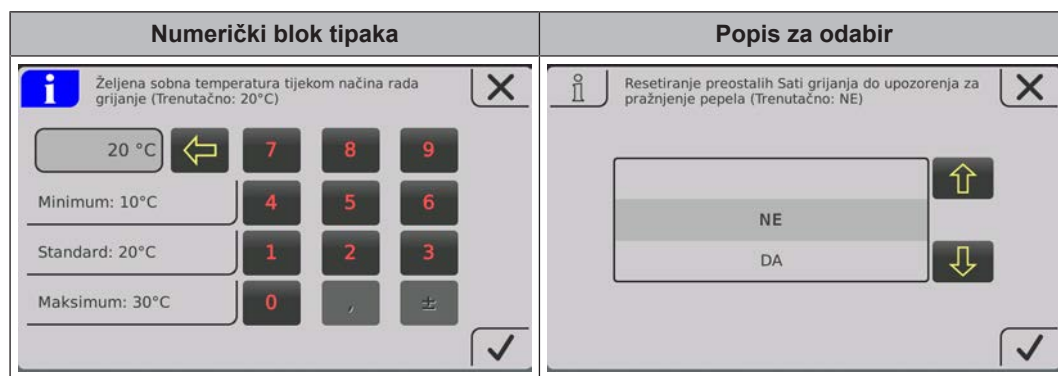 Numerički blok tipaka
Popis za odabir
Željena sobna temperatura tijekom načina rada
grijanje (Trenutačno: 20°C)
20 °C
7 8 9
Minimum: 10°C
4 5 6
Standard: 20°C
1 2 3
Maksimum: 30°C
0 , ±
Resetiranje preostalih Sati grijanja do upozorenja za
pražnjenje pepela (Trenutačno: NE)
NE
DA